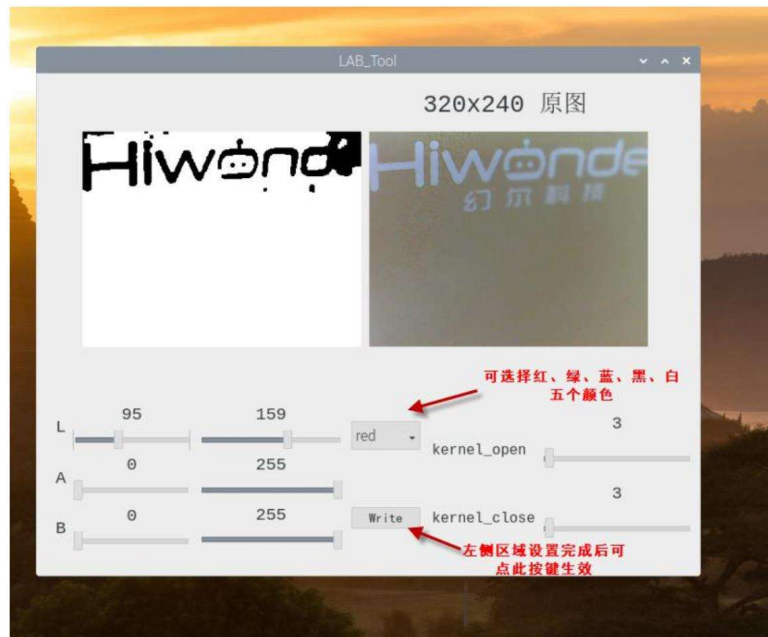 LAB_Tool
320x240 原图
Hiwond
Hiwonde
幻尔科技
可选择红、绿、蓝、黑、白
五个颜色
L
95
159
red
kernel_open
3
A
0
255
B
0
255
Write
kernel_close
3
左侧区域设置完成后可
点此按键生效